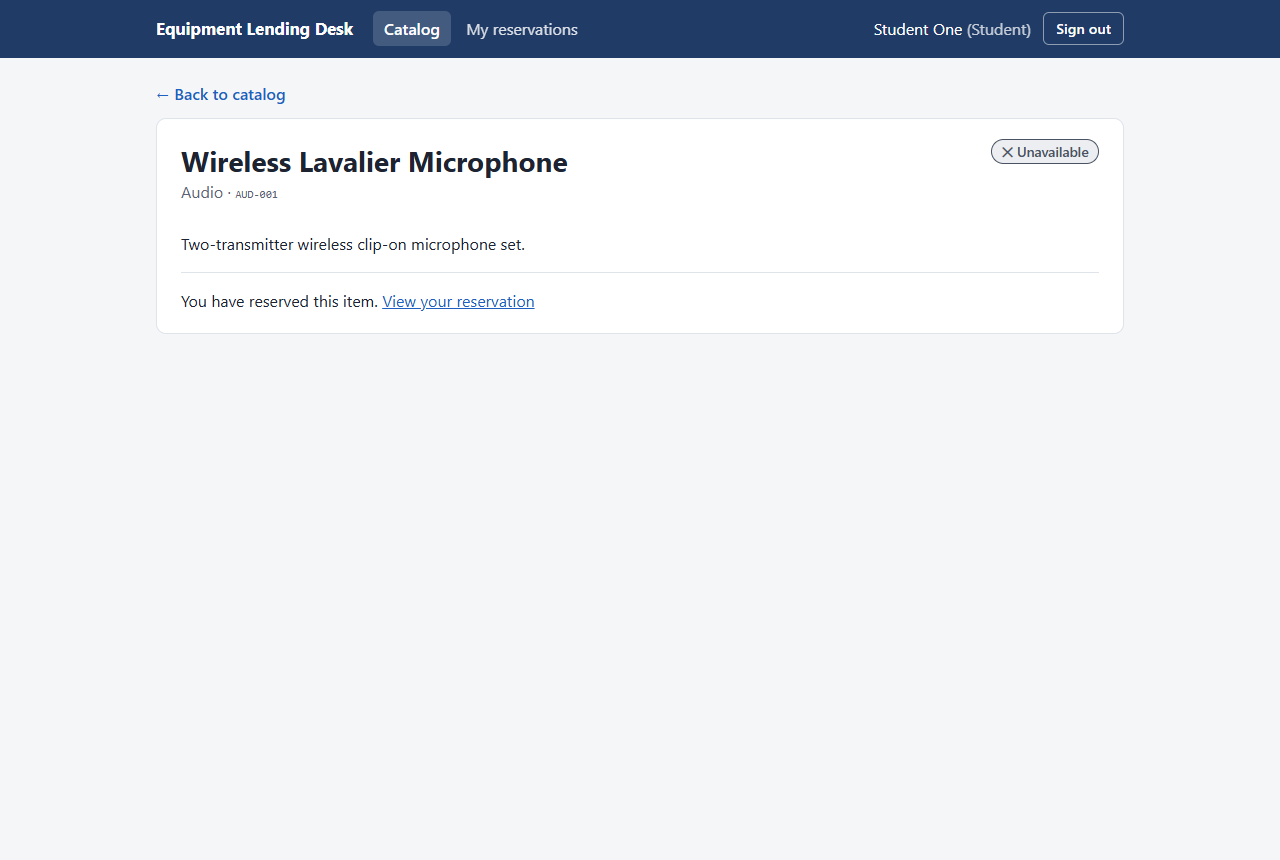 Equipment Lending Desk Catalog My reservations Student One (Student) Sign out
← Back to catalog
Wireless Lavalier Microphone Unavailable
Audio · AUD-001
Two-transmitter wireless clip-on microphone set.
You have reserved this item. View your reservation